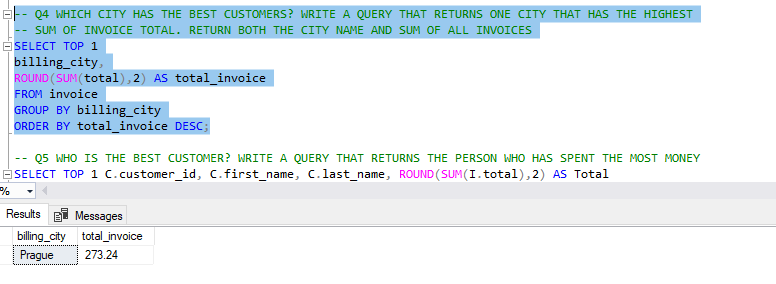 -- Q4 WHICH CITY HAS THE BEST CUSTOMERS? WRITE A QUERY THAT RETURNS ONE CITY THAT HAS THE HIGHEST
-- SUM OF INVOICE TOTAL. RETURN BOTH THE CITY NAME AND SUM OF ALL INVOICES
SELECT TOP 1
billing_city,
ROUND(SUM(total),2) AS total_invoice
FROM invoice
GROUP BY billing_city
ORDER BY total_invoice DESC;
-- Q5 WHO IS THE BEST CUSTOMER? WRITE A QUERY THAT RETURNS THE PERSON WHO HAS SPENT THE MOST MONEY
SELECT TOP 1 C.customer_id, C.first_name, C.last_name, ROUND(SUM(I.total),2) AS Total
%
Results Messages
billing_city total_invoice
Prague 273.24